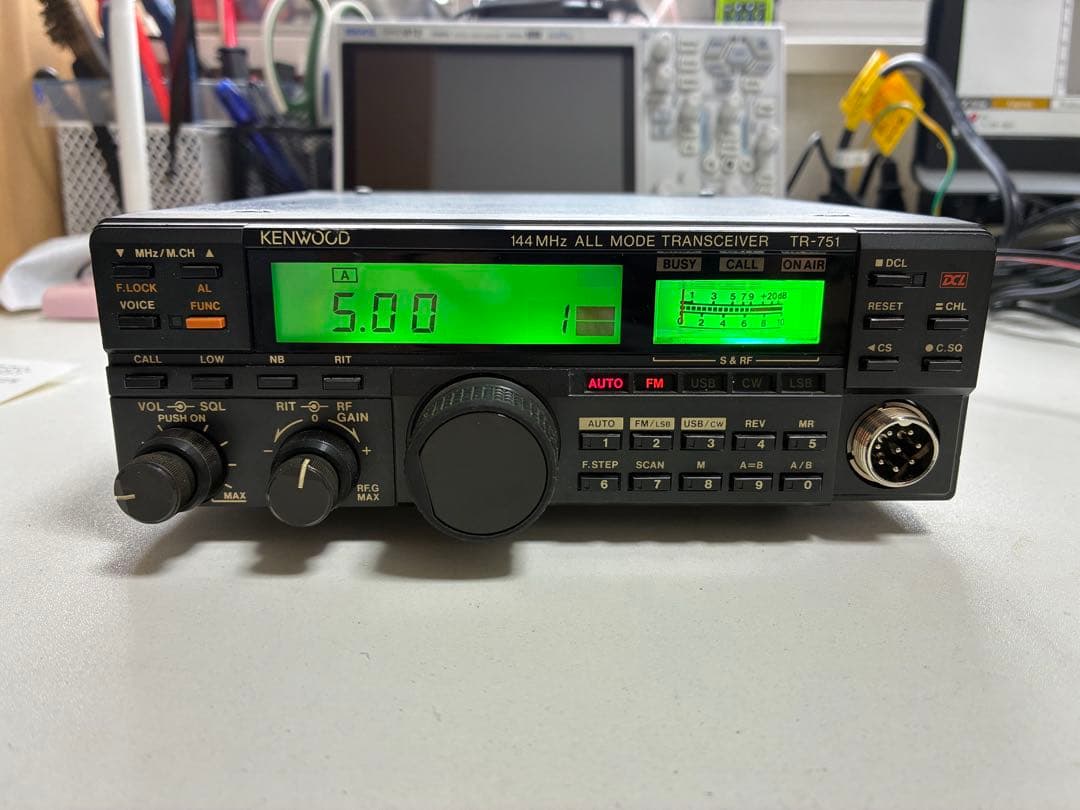 KENWOOD
144MHz ALL MODE TRANSCEIVER TR-751
▼ MHz/M.CH ▲
F.LOCK AL
VOICE FUNC
A
5.00 1
BUSY CALL ON AIR
1 3 5 7 9 +20dB
0 2 4 6 8 10
S & RF
■ DCL DCL
RESET = CHL
◀ CS ● C.SQ
CALL LOW NB RIT
AUTO FM USB CW LSB
VOL SQL
PUSH ON
MAX
RIT RF
0 GAIN
- +
RF.G
MAX
AUTO FM/LSB USB/CW REV MR
1 2 3 4 5
F.STEP SCAN M A=B A/B
6 7 8 9 0